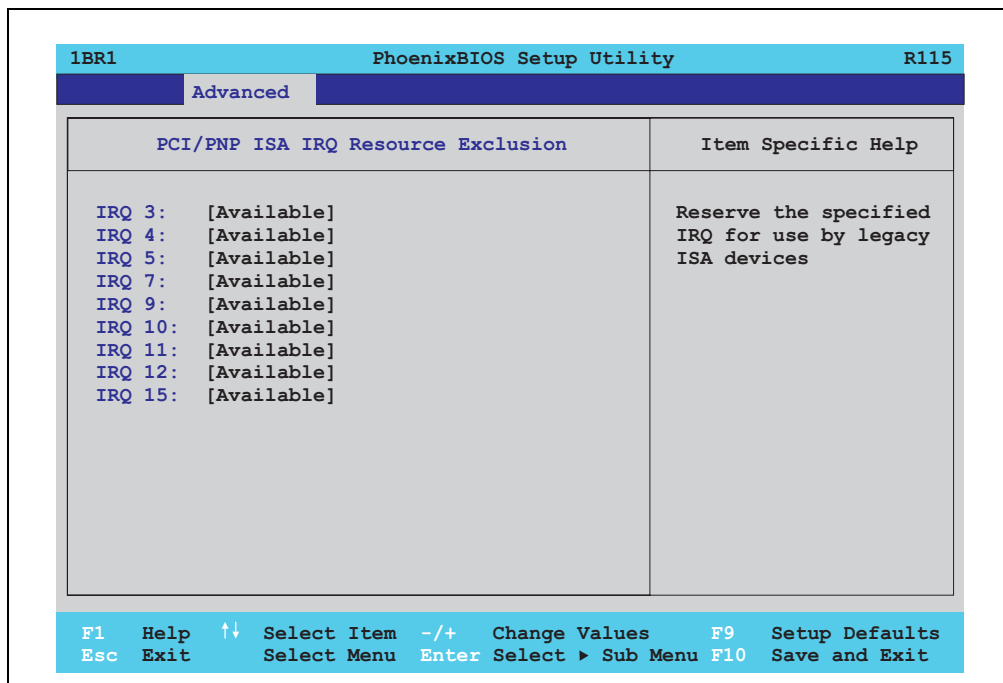 1BR1 PhoenixBIOS Setup Utility R115
Advanced
PCI/PNP ISA IRQ Resource Exclusion Item Specific Help
IRQ 3: [Available] Reserve the specified
IRQ 4: [Available] IRQ for use by legacy
IRQ 5: [Available] ISA devices
IRQ 7: [Available]
IRQ 9: [Available]
IRQ 10: [Available]
IRQ 11: [Available]
IRQ 12: [Available]
IRQ 15: [Available]
F1 Help ↑↓ Select Item -/+ Change Values F9 Setup Defaults
Esc Exit Select Menu Enter Select ▶ Sub Menu F10 Save and Exit